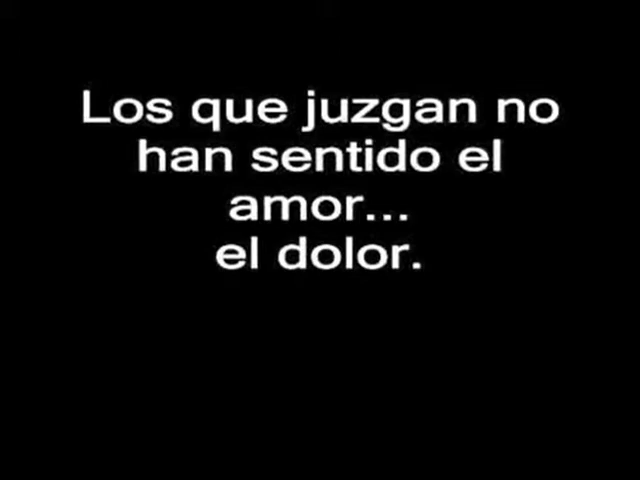 Los que juzgan no
han sentido el
amor...
el dolor.